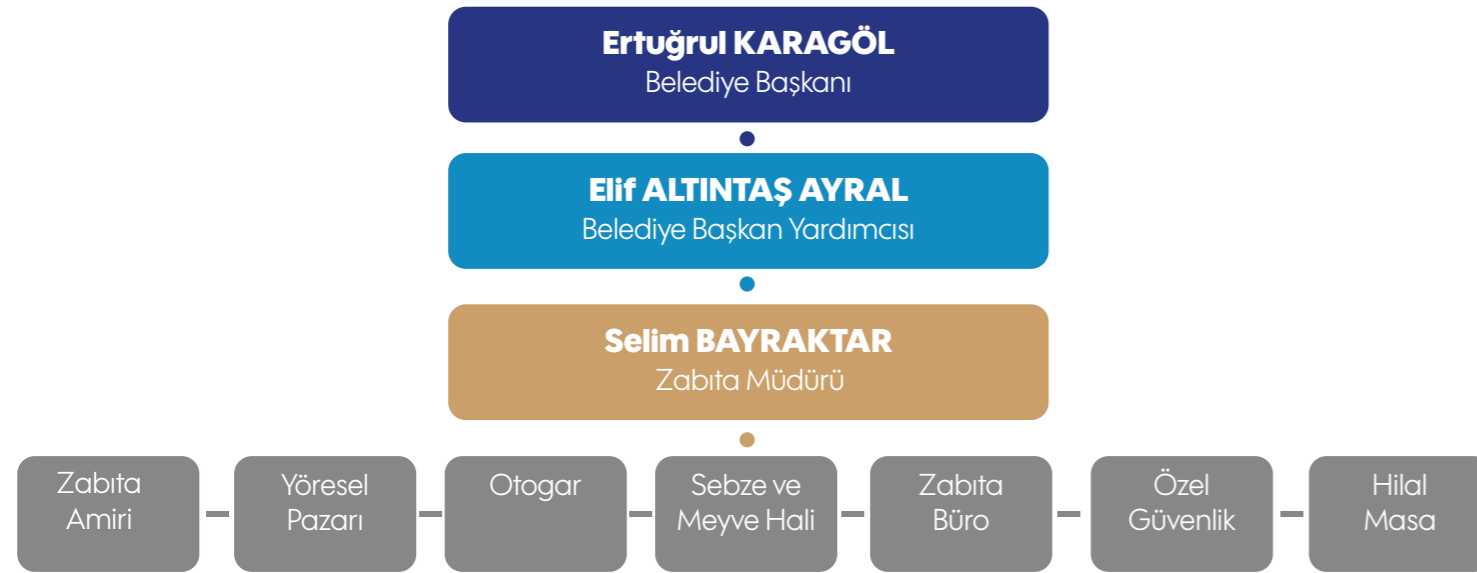 Ertuğrul KARAGÖL
Belediye Başkanı
Elif ALTINTAŞ AYRAL
Belediye Başkan Yardımcısı
Selim BAYRAKTAR
Zabıta Müdürü
Zabıta
Amiri
Yöresel
Pazarı
Otogar
Sebze ve
Meyve Hali
Zabıta
Büro
Özel
Güvenlik
Hilal
Masa